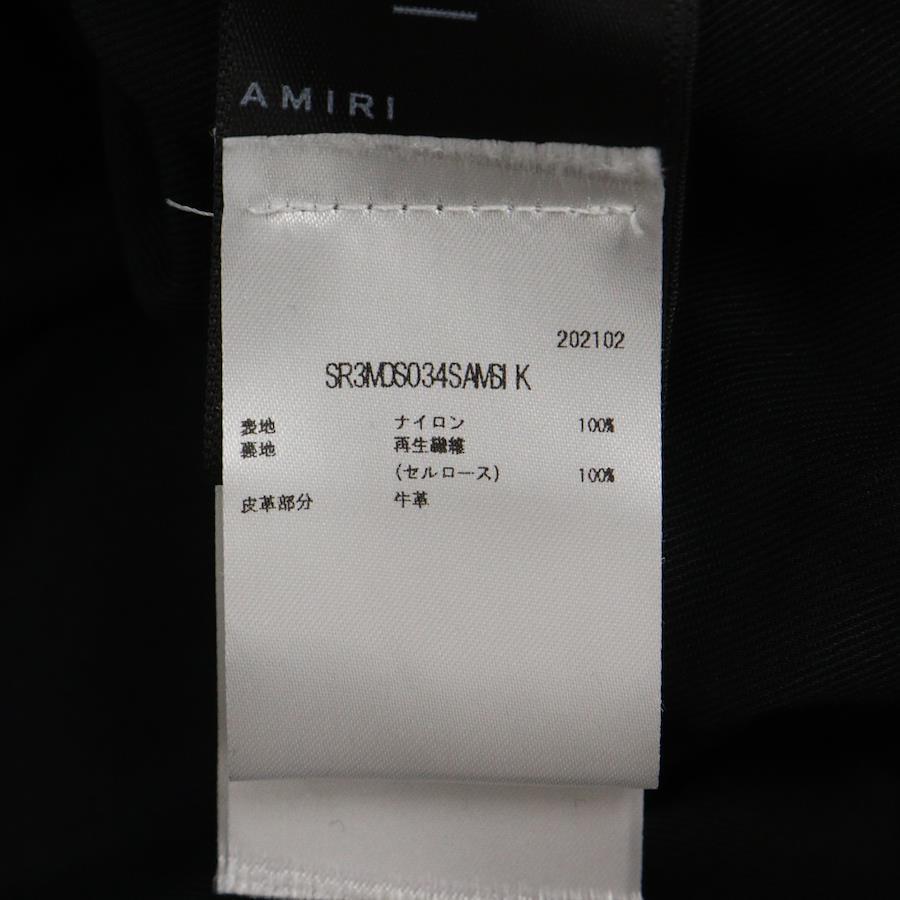 AMIRI
202102
SR3MDS034SAMSI K
表地 ナイロン 100%
裏地 再生繊維
(セルロース) 100%
皮革部分 牛革